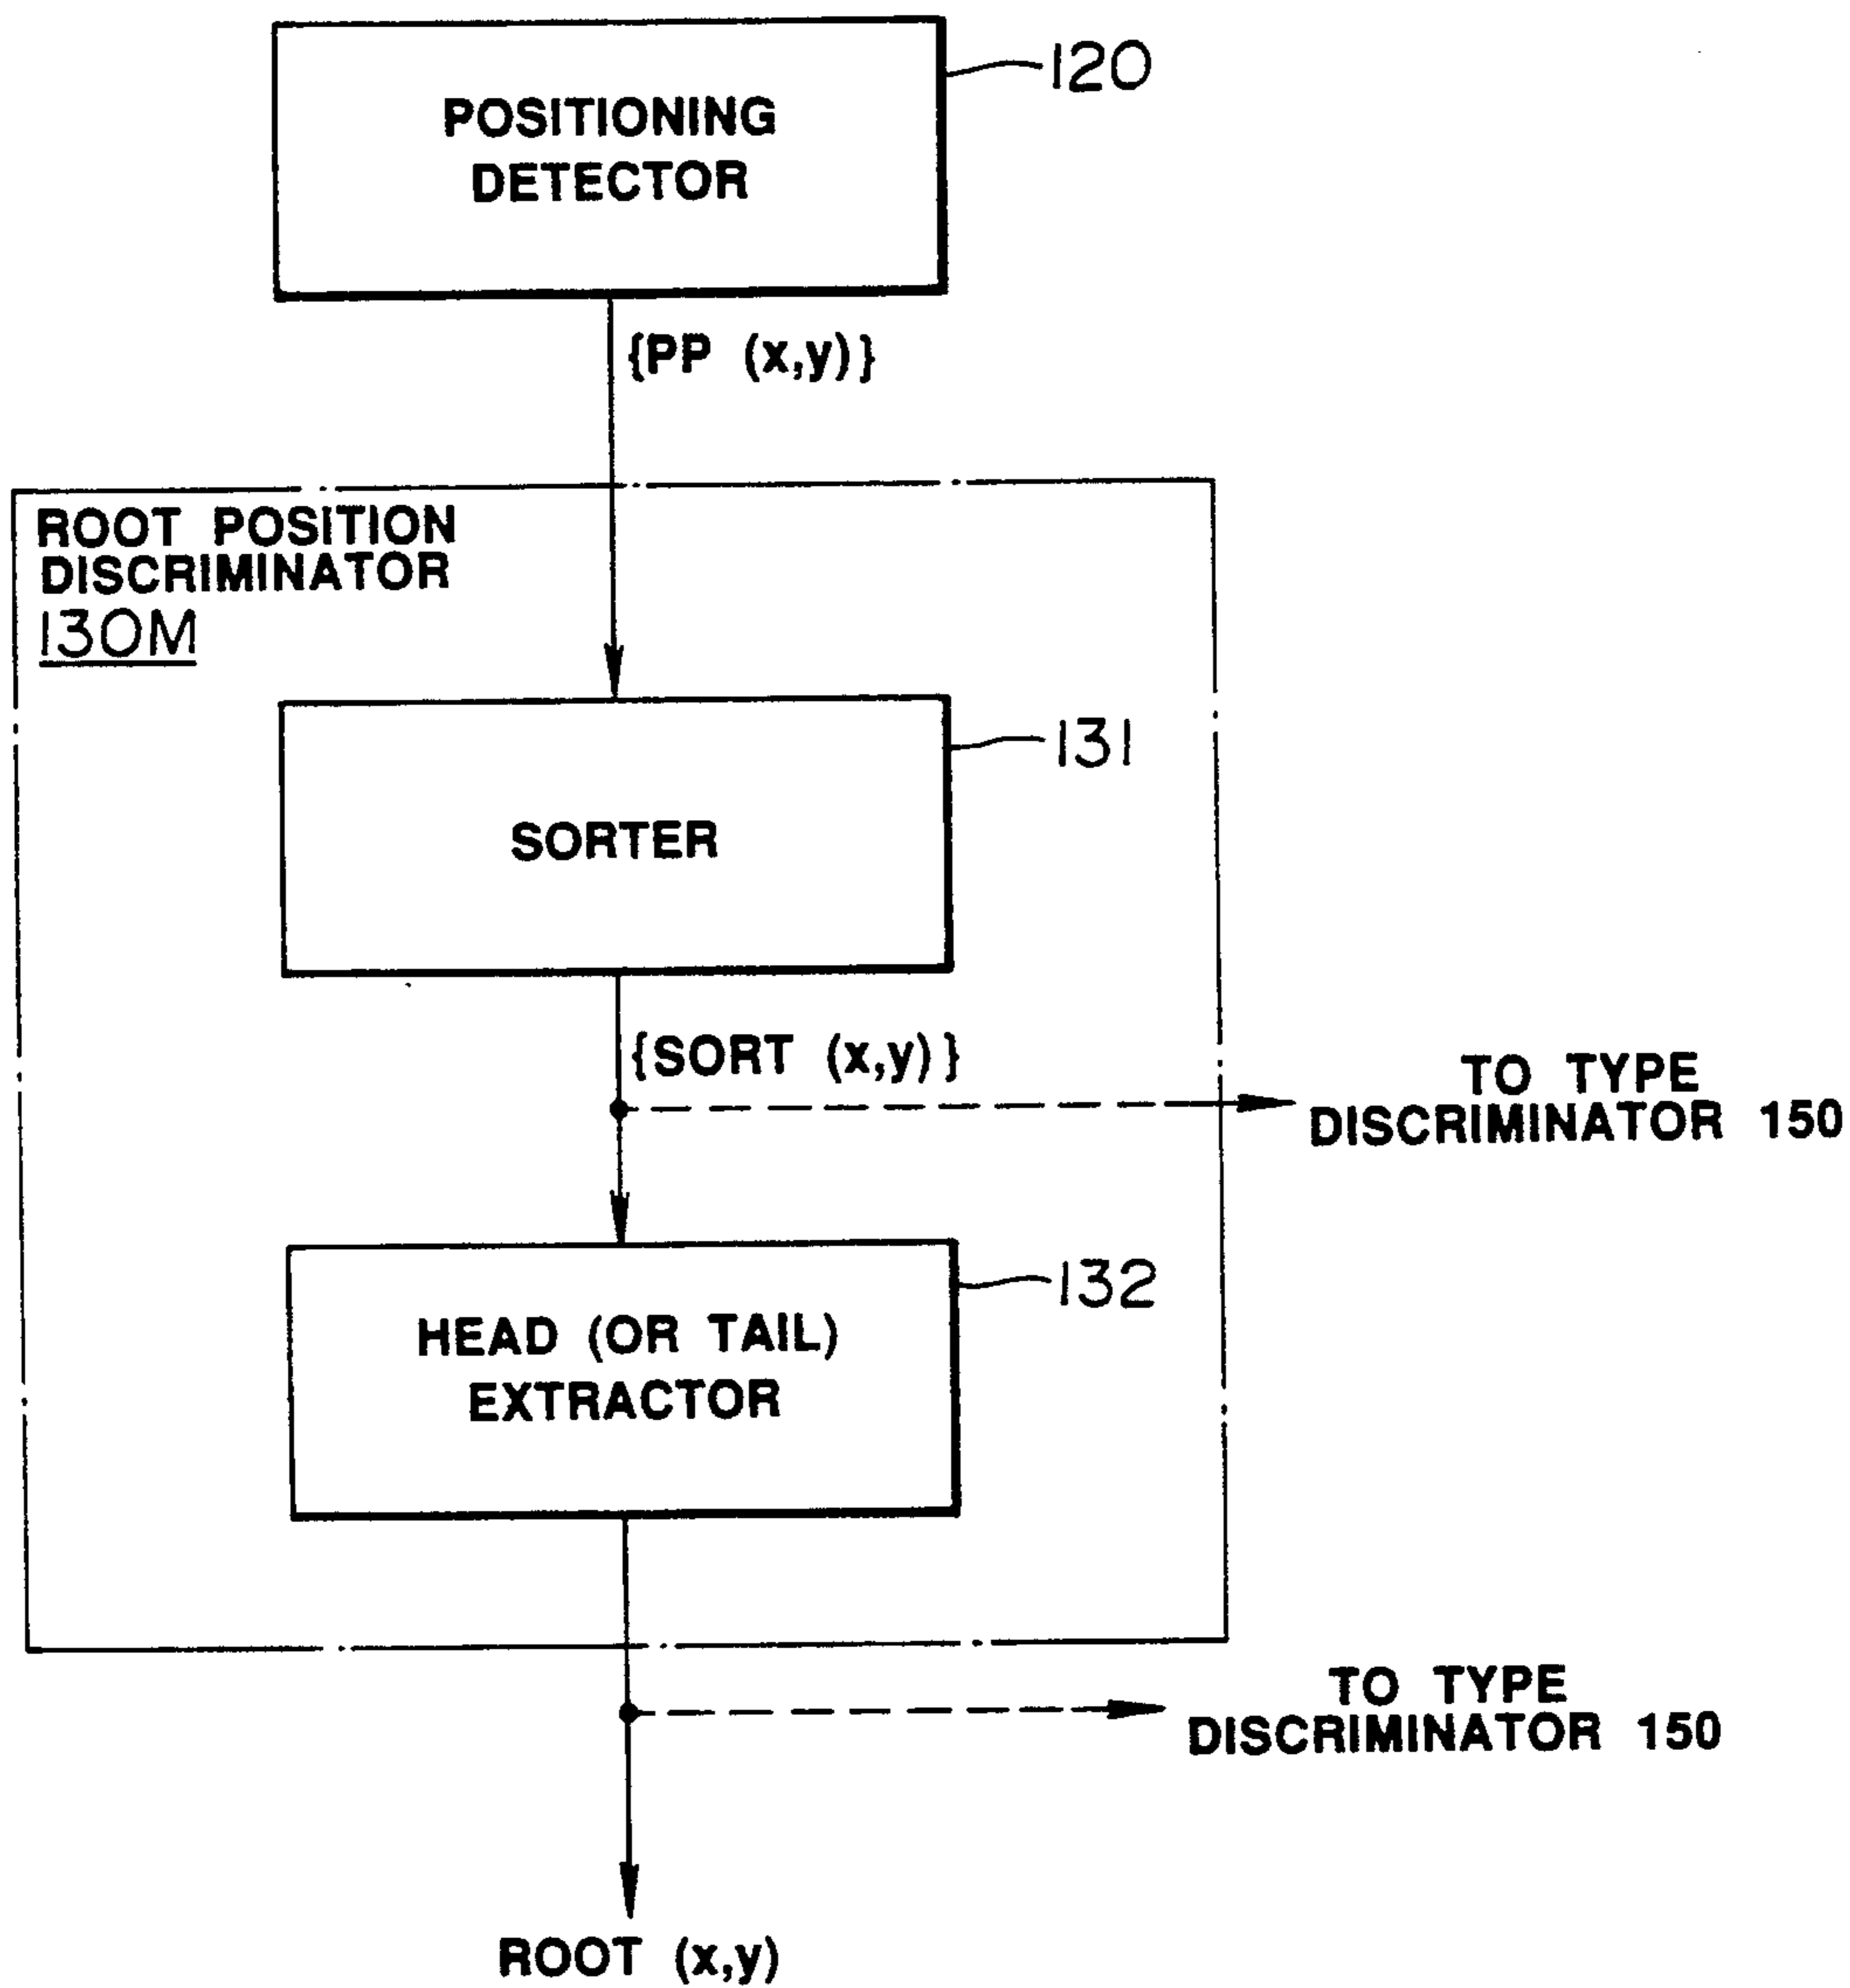 POSITIONING
DETECTOR
120
{PP (x,y)}
ROOT POSITION
DISCRIMINATOR
130M
131
SORTER
{SORT (x,y)}
TO TYPE
DISCRIMINATOR 150
132
HEAD (OR TAIL)
EXTRACTOR
TO TYPE
DISCRIMINATOR 150
ROOT (x,y)